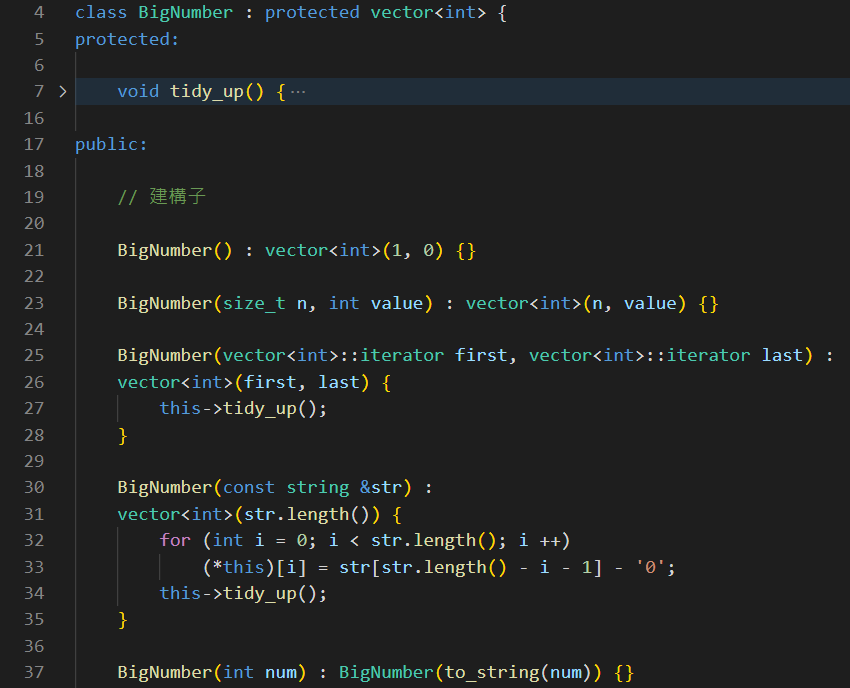 4 class BigNumber : protected vector<int> {
5 protected:
6
7 void tidy_up() { ...
16
17 public:
18
19 // 建構子
20
21 BigNumber() : vector<int>(1, 0) {}
22
23 BigNumber(size_t n, int value) : vector<int>(n, value) {}
24
25 BigNumber(vector<int>::iterator first, vector<int>::iterator last) :
26 vector<int>(first, last) {
27 this->tidy_up();
28 }
29
30 BigNumber(const string &str) :
31 vector<int>(str.length()) {
32 for (int i = 0; i < str.length(); i ++)
33 (*this)[i] = str[str.length() - i - 1] - '0';
34 this->tidy_up();
35 }
36
37 BigNumber(int num) : BigNumber(to_string(num)) {}